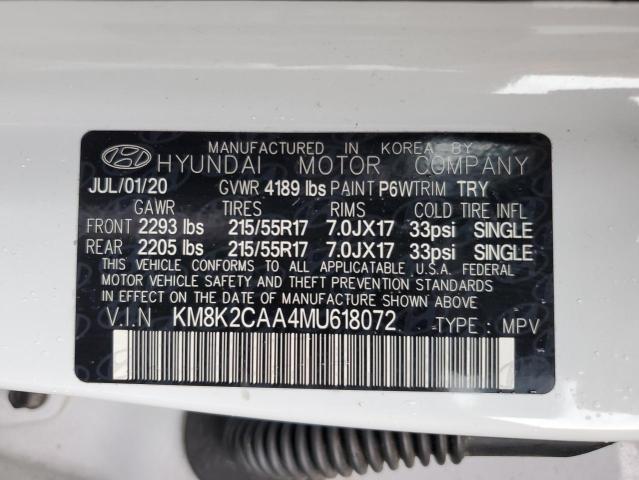 MANUFACTURED IN KOREA BY
HYUNDAI MOTOR COMPANY
JUL/01/20 GVWR 4189 lbs PAINT P6W TRIM TRY
GAWR TIRES RIMS COLD TIRE INFL
FRONT 2293 lbs 215/55R17 7.0JX17 33psi SINGLE
REAR 2205 lbs 215/55R17 7.0JX17 33psi SINGLE
THIS VEHICLE CONFORMS TO ALL APPLICABLE U.S.A. FEDERAL
MOTOR VEHICLE SAFETY AND THEFT PREVENTION STANDARDS
IN EFFECT ON THE DATE OF MANUFACTURE SHOWN ABOVE.
V.I.N KM8K2CAA4MU618072 TYPE: MPV